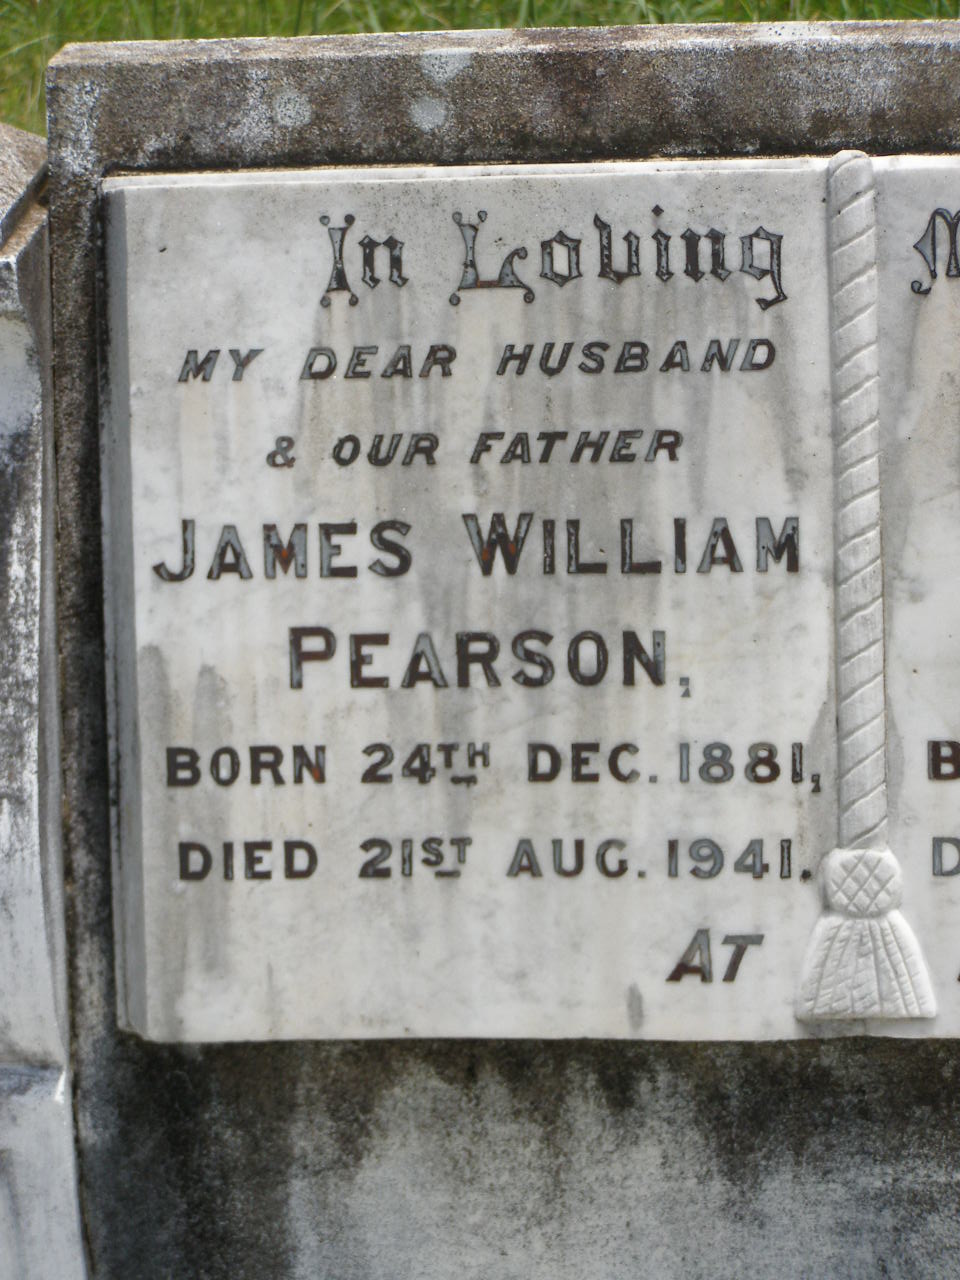 In Loving
MY DEAR HUSBAND
& OUR FATHER
JAMES WILLIAM
PEARSON,
BORN 24TH DEC. 1881,
DIED 21ST AUG. 1941.
AT